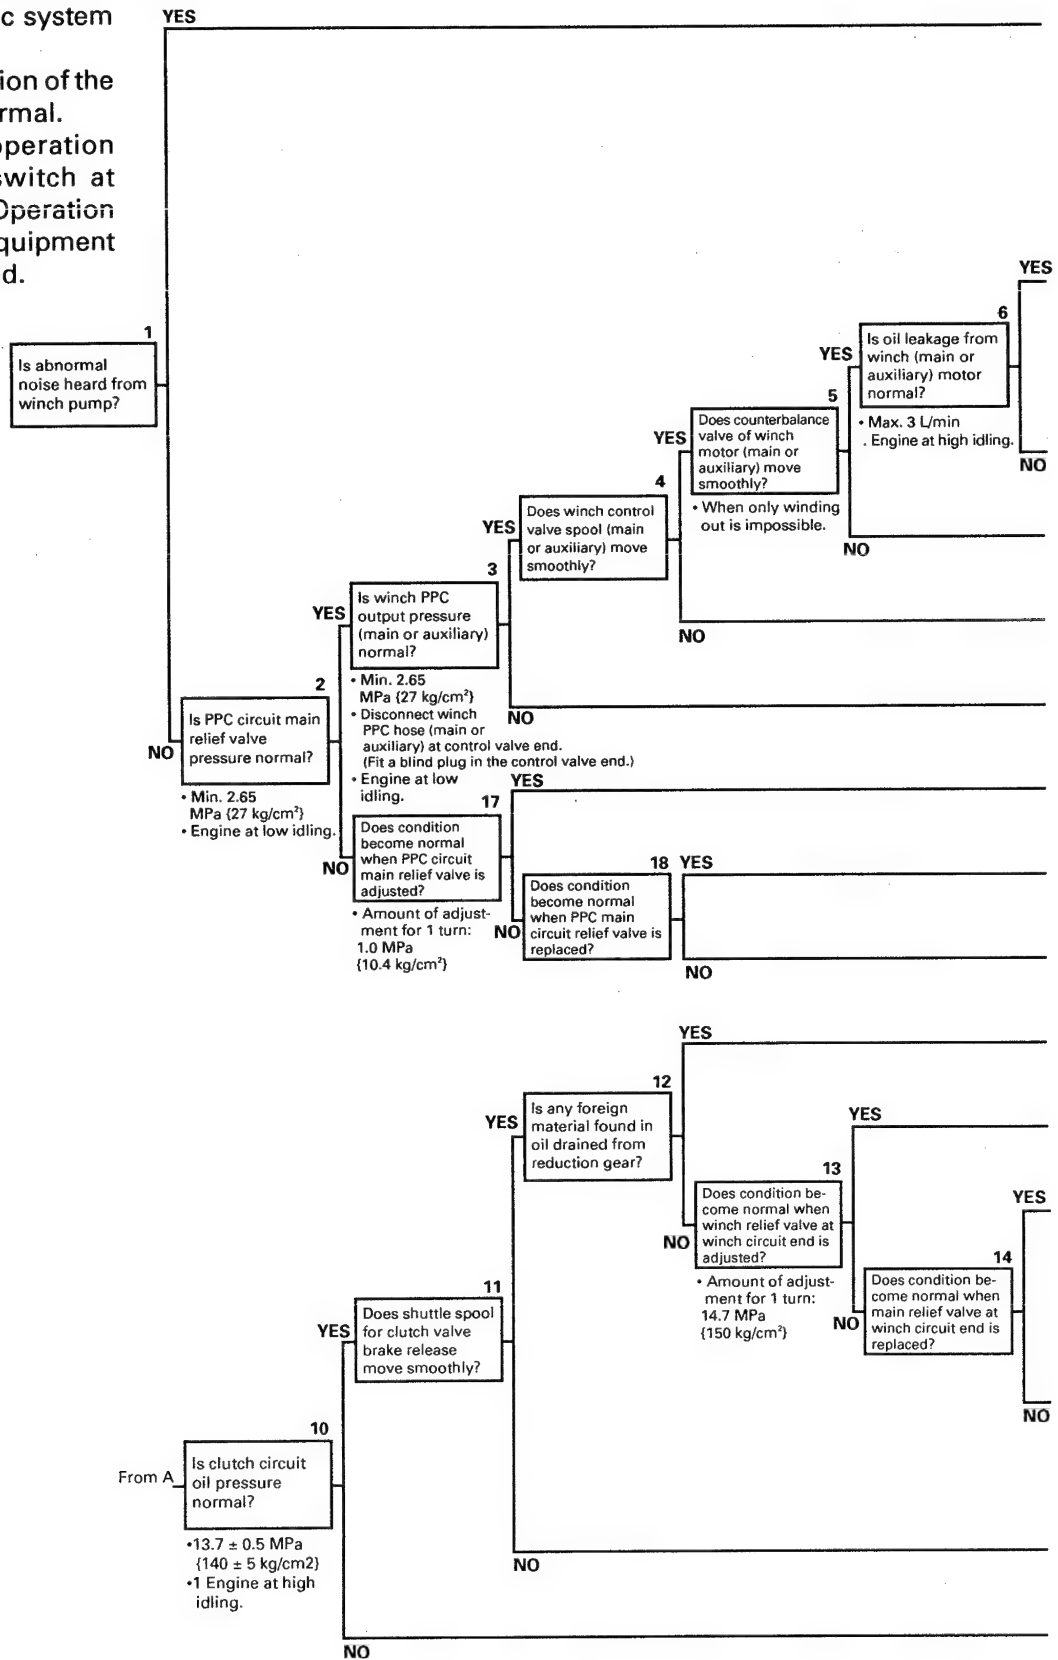 c system
ion of the
rmal.
operation
switch at
Operation
quipment
d.
YES
1
Is abnormal
noise heard from
winch pump?
NO
2
Is PPC circuit main
relief valve
pressure normal?
• Min. 2.65
MPa {27 kg/cm²}
• Engine at low idling.
YES
3
Is winch PPC
output pressure
(main or auxiliary)
normal?
• Min. 2.65
MPa {27 kg/cm²}
• Disconnect winch
PPC hose (main or
auxiliary) at control valve end.
(Fit a blind plug in the control valve end.)
• Engine at low
idling.
YES
4
Does winch control
valve spool (main
or auxiliary) move
smoothly?
YES
5
Does counterbalance
valve of winch
motor (main or
auxiliary) move
smoothly?
• When only winding
out is impossible.
YES
6
Is oil leakage from
winch (main or
auxiliary) motor
normal?
• Max. 3 L/min
. Engine at high idling.
YES
NO
NO
NO
NO
NO
17
Does condition
become normal
when PPC circuit
main relief valve is
adjusted?
• Amount of adjust-
ment for 1 turn:
1.0 MPa
{10.4 kg/cm²}
YES
NO
18
Does condition
become normal
when PPC main
circuit relief valve is
replaced?
YES
NO
From A
10
Is clutch circuit
oil pressure
normal?
•13.7 ± 0.5 MPa
{140 ± 5 kg/cm2}
•1 Engine at high
idling.
YES
11
Does shuttle spool
for clutch valve
brake release
move smoothly?
YES
12
Is any foreign
material found in
oil drained from
reduction gear?
YES
NO
13
Does condition be-
come normal when
winch relief valve at
winch circuit end is
adjusted?
• Amount of adjust-
ment for 1 turn:
14.7 MPa
{150 kg/cm²}
YES
NO
14
Does condition be-
come normal when
main relief valve at
winch circuit end is
replaced?
YES
NO
NO
NO